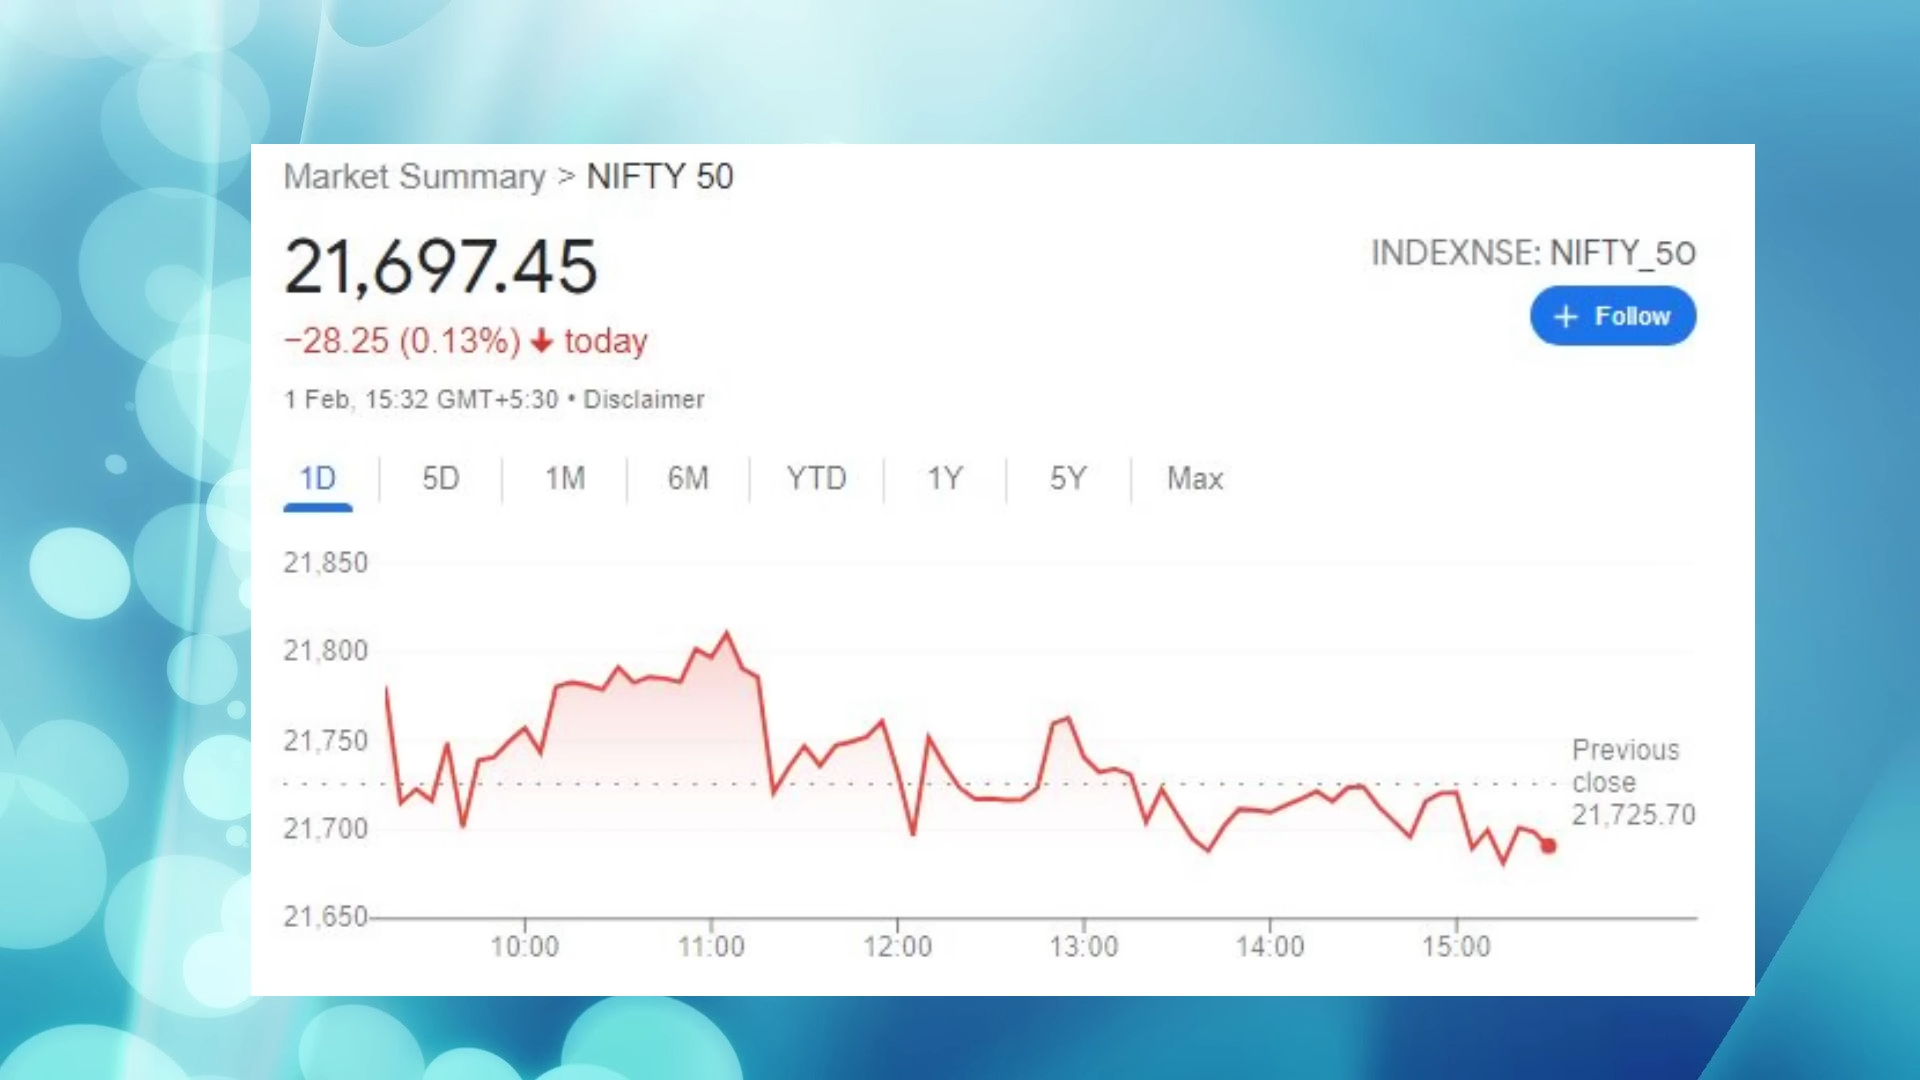 Market Summary > NIFTY 50
21,697.45
INDEXNSE: NIFTY_50
+ Follow
−28.25 (0.13%) ↓ today
1 Feb, 15:32 GMT+5:30 • Disclaimer
1D 5D 1M 6M YTD 1Y 5Y Max
21,850
21,800
21,750
21,700
21,650
Previous
close
21,725.70
10:00 11:00 12:00 13:00 14:00 15:00